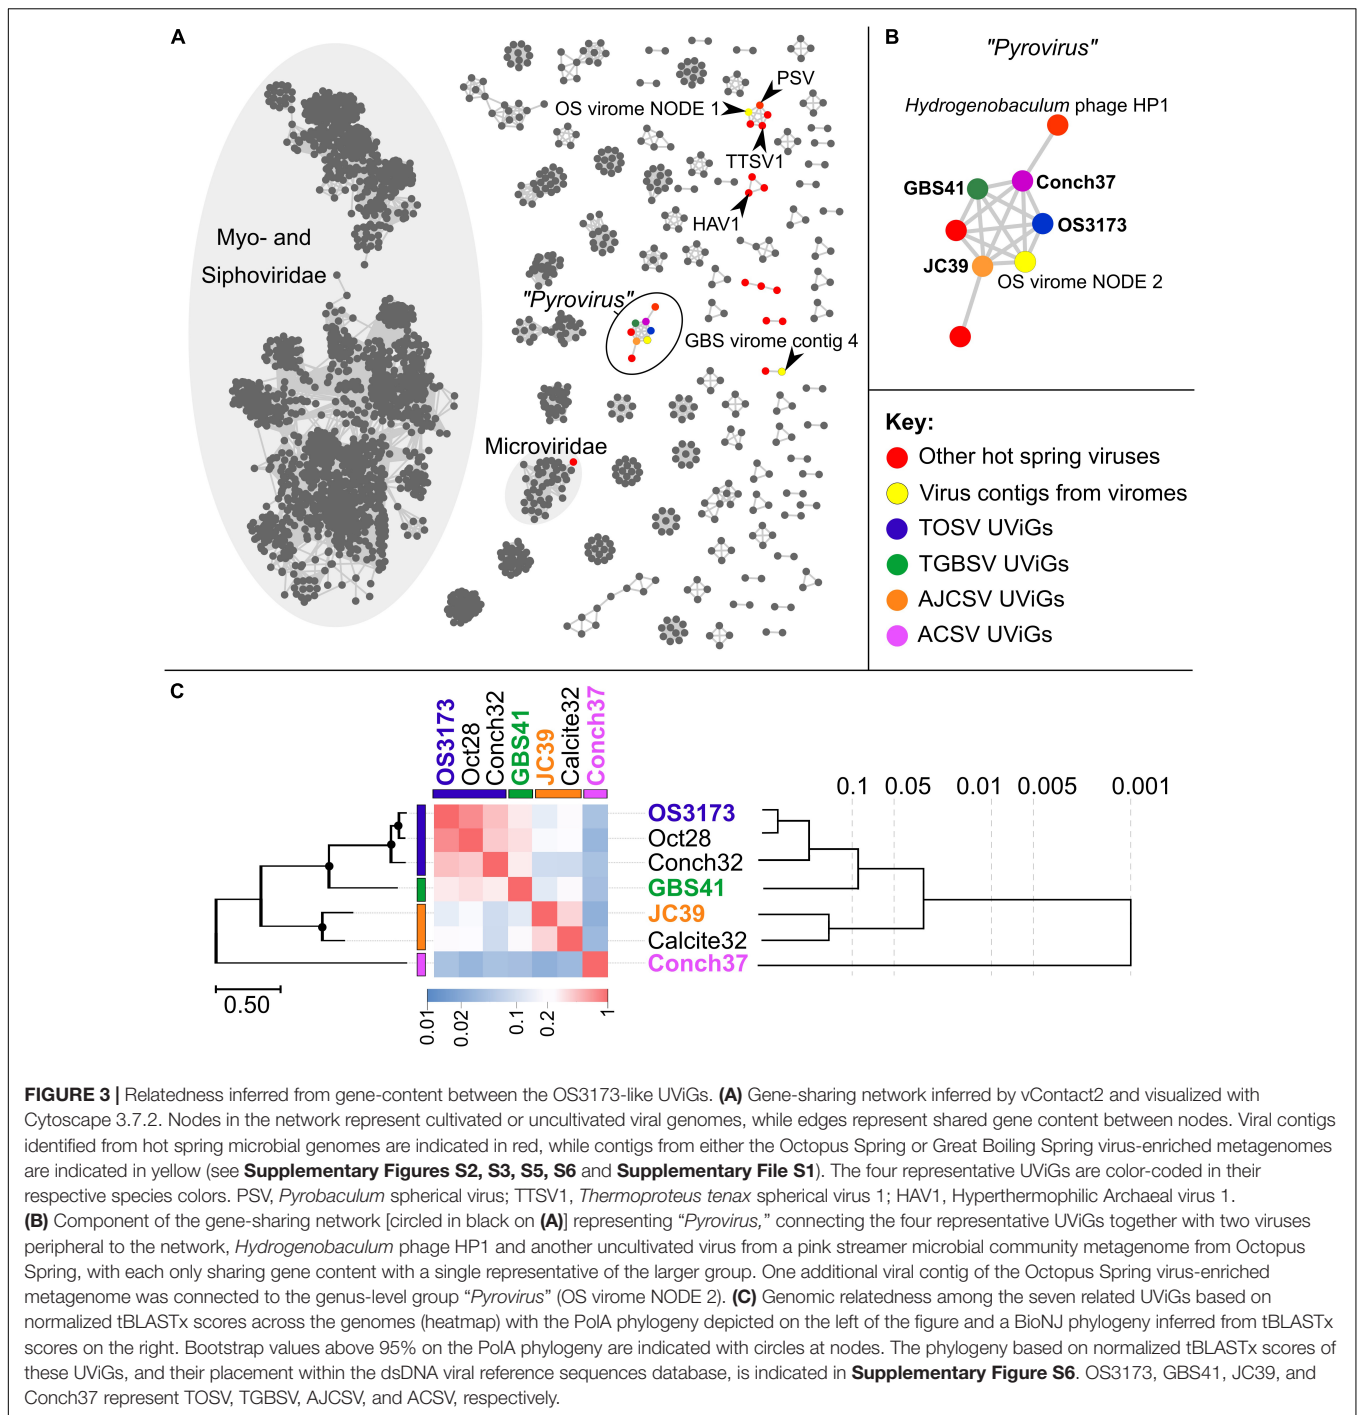 A
PSV
OS virome NODE 1
TTSV1
HAV1
Myo- and
Siphoviridae
"Pyrovirus"
GBS virome contig 4
Microviridae
B
"Pyrovirus"
Hydrogenobaculum phage HP1
GBS41
Conch37
OS3173
JC39
OS virome NODE 2
Key:
Other hot spring viruses
Virus contigs from viromes
TOSV UViGs
TGBSV UViGs
AJCSV UViGs
ACSV UViGs
C
OS3173
Oct28
Conch32
GBS41
JC39
Calcite32
Conch37
0.1 0.05 0.01 0.005 0.001
OS3173
Oct28
Conch32
GBS41
JC39
Calcite32
Conch37
0.50
0.01 0.02 0.1 0.2 1
FIGURE 3 | Relatedness inferred from gene-content between the OS3173-like UViGs. (A) Gene-sharing network inferred by vContact2 and visualized with
Cytoscape 3.7.2. Nodes in the network represent cultivated or uncultivated viral genomes, while edges represent shared gene content between nodes. Viral contigs
identified from hot spring microbial genomes are indicated in red, while contigs from either the Octopus Spring or Great Boiling Spring virus-enriched metagenomes
are indicated in yellow (see Supplementary Figures S2, S3, S5, S6 and Supplementary File S1). The four representative UViGs are color-coded in their
respective species colors. PSV, Pyrobaculum spherical virus; TTSV1, Thermoproteus tenax spherical virus 1; HAV1, Hyperthermophilic Archaeal virus 1.
(B) Component of the gene-sharing network [circled in black on (A)] representing “Pyrovirus,” connecting the four representative UViGs together with two viruses
peripheral to the network, Hydrogenobaculum phage HP1 and another uncultivated virus from a pink streamer microbial community metagenome from Octopus
Spring, with each only sharing gene content with a single representative of the larger group. One additional viral contig of the Octopus Spring virus-enriched
metagenome was connected to the genus-level group “Pyrovirus” (OS virome NODE 2). (C) Genomic relatedness among the seven related UViGs based on
normalized tBLASTx scores across the genomes (heatmap) with the PolA phylogeny depicted on the left of the figure and a BioNJ phylogeny inferred from tBLASTx
scores on the right. Bootstrap values above 95% on the PolA phylogeny are indicated with circles at nodes. The phylogeny based on normalized tBLASTx scores of
these UViGs, and their placement within the dsDNA viral reference sequences database, is indicated in Supplementary Figure S6. OS3173, GBS41, JC39, and
Conch37 represent TOSV, TGBSV, AJCSV, and ACSV, respectively.